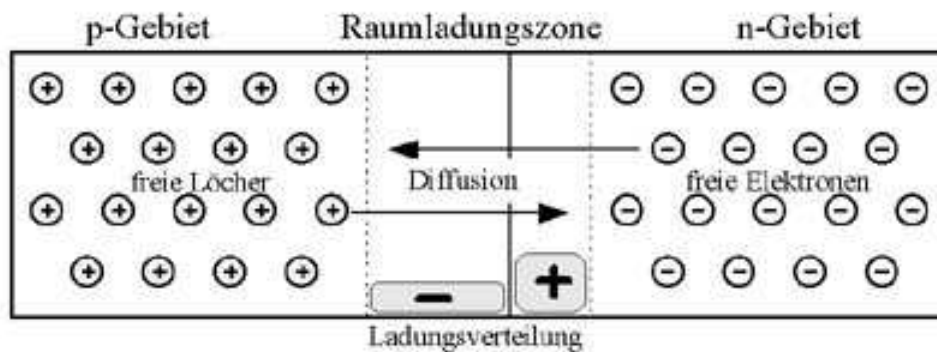 p-Gebiet Raumladungszone n-Gebiet
freie Löcher Diffusion freie Elektronen
Ladungsverteilung